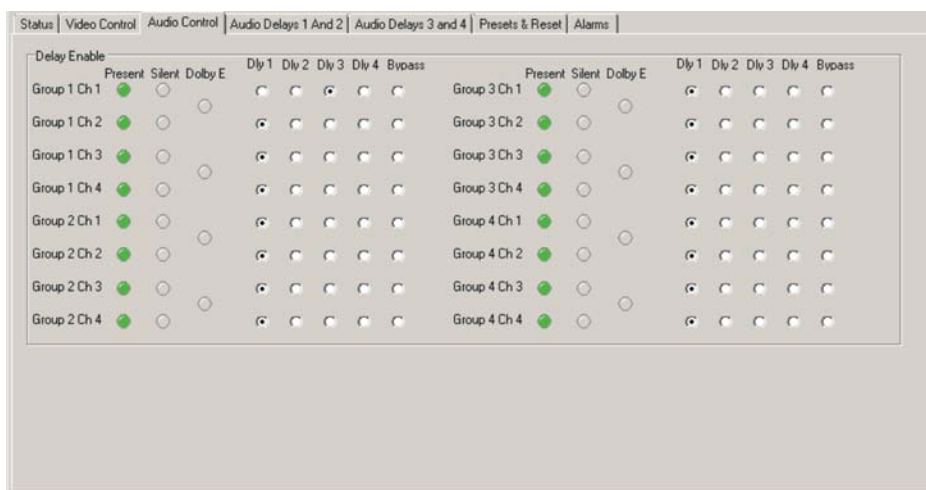 Status Video Control Audio Control Audio Delays 1 And 2 Audio Delays 3 and 4 Presets & Reset Alarms
Delay Enable
Present Silent Dolby E Dly 1 Dly 2 Dly 3 Dly 4 Bypass Present Silent Dolby E Dly 1 Dly 2 Dly 3 Dly 4 Bypass
Group 1 Ch 1 Group 3 Ch 1
Group 1 Ch 2 Group 3 Ch 2
Group 1 Ch 3 Group 3 Ch 3
Group 1 Ch 4 Group 3 Ch 4
Group 2 Ch 1 Group 4 Ch 1
Group 2 Ch 2 Group 4 Ch 2
Group 2 Ch 3 Group 4 Ch 3
Group 2 Ch 4 Group 4 Ch 4